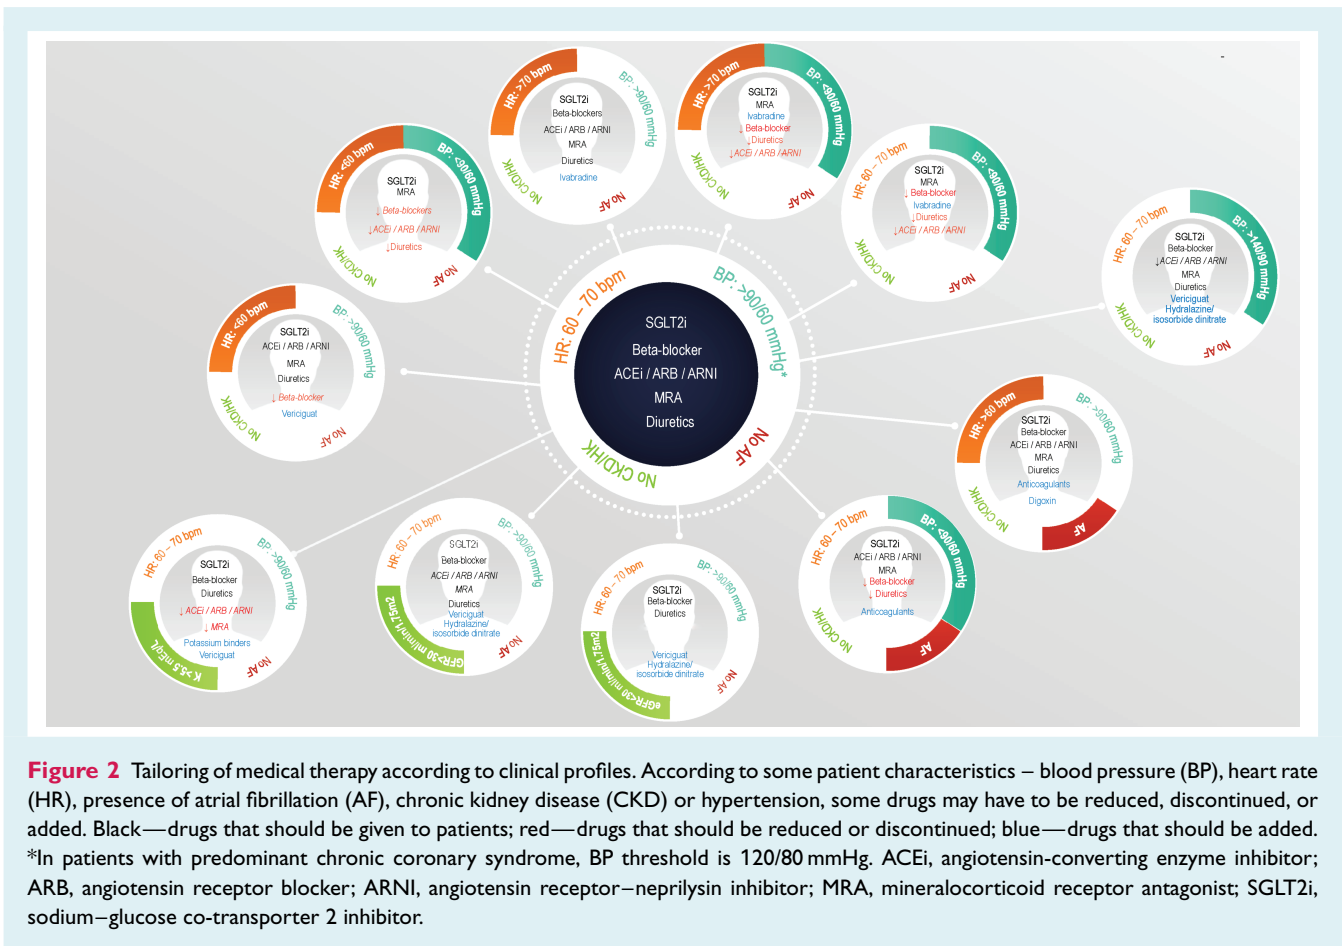 HR: 60 – 70 bpm
BP: >90/60 mmHg*
No AF
No CKD/HK
SGLT2i
Beta-blocker
ACEi / ARB / ARNI
MRA
Diuretics
HR: >70 bpm
BP: >90/60 mmHg
No AF
No CKD/HK
SGLT2i
Beta-blockers
ACEi / ARB / ARNI
MRA
Diuretics
Ivabradine
HR: >70 bpm
BP: <90/60 mmHg
No AF
No CKD/HK
SGLT2i
MRA
Ivabradine
↓ Beta-blocker
↓Diuretics
↓ACEi / ARB /ARNI
HR: 60 – 70 bpm
BP: <90/60 mmHg
No AF
No CKD/HK
SGLT2i
MRA
↓ Beta-blocker
Ivabradine
↓Diuretics
↓ACEi / ARB / ARNI
HR: 60 – 70 bpm
BP: >140/90 mmHg
No AF
No CKD/HK
SGLT2i
Beta-blocker
↓ACEi / ARB / ARNI
MRA
Diuretics
Vericiguat
Hydralazine/
isosorbide dinitrate
HR: >60 bpm
BP: >90/60 mmHg
AF
No CKD/HK
SGLT2i
Beta-blocker
ACEi / ARB / ARNI
MRA
Diuretics
Anticoagulants
Digoxin
HR: 60 – 70 bpm
BP: <90/60 mmHg
AF
No CKD/HK
SGLT2i
ACEi / ARB / ARNI
MRA
↓ Beta-blocker
↓ Diuretics
Anticoagulants
HR: 60 – 70 bpm
BP: >90/60 mmHg
No AF
eGFR<30 ml/min/1.75m2
SGLT2i
Beta-blocker
Diuretics
Vericiguat
Hydralazine/
isosorbide dinitrate
HR: 60 – 70 bpm
BP: >90/60 mmHg
No AF
GFR>30 ml/min/1.75m2
SGLT2i
Beta-blocker
ACEi / ARB / ARNI
MRA
Diuretics
Vericiguat
Hydralazine/
isosorbide dinitrate
HR: 60 – 70 bpm
BP: >90/60 mmHg
No AF
K >5.5 mEq/L
SGLT2i
Beta-blocker
Diuretics
↓ ACEi / ARB / ARNI
↓ MRA
Potassium binders
Vericiguat
HR: <60 bpm
BP: >90/60 mmHg
No AF
No CKD/HK
SGLT2i
ACEi / ARB / ARNI
MRA
Diuretics
↓ Beta-blocker
Vericiguat
HR: <60 bpm
BP: <90/60 mmHg
No AF
No CKD/HK
SGLT2i
MRA
↓ Beta-blockers
↓ACEi / ARB / ARNI
↓Diuretics
Figure 2 Tailoring of medical therapy according to clinical profiles. According to some patient characteristics – blood pressure (BP), heart rate
(HR), presence of atrial fibrillation (AF), chronic kidney disease (CKD) or hypertension, some drugs may have to be reduced, discontinued, or
added. Black—drugs that should be given to patients; red—drugs that should be reduced or discontinued; blue—drugs that should be added.
*In patients with predominant chronic coronary syndrome, BP threshold is 120/80 mmHg. ACEi, angiotensin-converting enzyme inhibitor;
ARB, angiotensin receptor blocker; ARNI, angiotensin receptor–neprilysin inhibitor; MRA, mineralocorticoid receptor antagonist; SGLT2i,
sodium–glucose co-transporter 2 inhibitor.